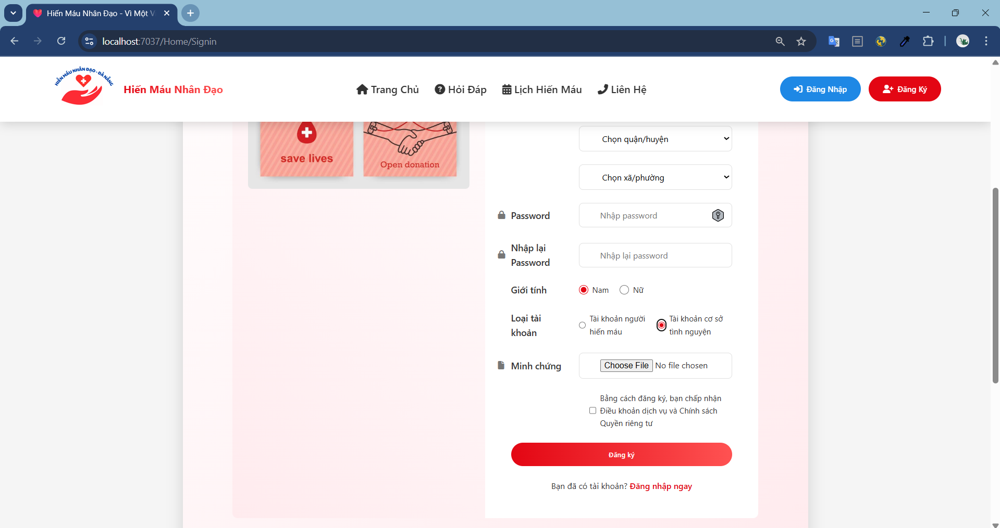 Hiến Máu Nhân Đạo - Vì Một V
localhost:7037/Home/Signin
HIẾN MÁU NHÂN ĐẠO - ĐÀ NẴNG
Hiến Máu Nhân Đạo
Trang Chủ
Hỏi Đáp
Lịch Hiến Máu
Liên Hệ
Đăng Nhập
Đăng Ký
save lives
Open donation
Chọn quận/huyện
Chọn xã/phường
Password
Nhập password
Nhập lại
Password
Nhập lại password
Giới tính
Nam
Nữ
Loại tài
khoản
Tài khoản người
hiến máu
Tài khoản cơ sở
tình nguyện
Minh chứng
Choose File No file chosen
Bằng cách đăng ký, bạn chấp nhận
Điều khoản dịch vụ và Chính sách
Quyền riêng tư
Đăng ký
Bạn đã có tài khoản? Đăng nhập ngay